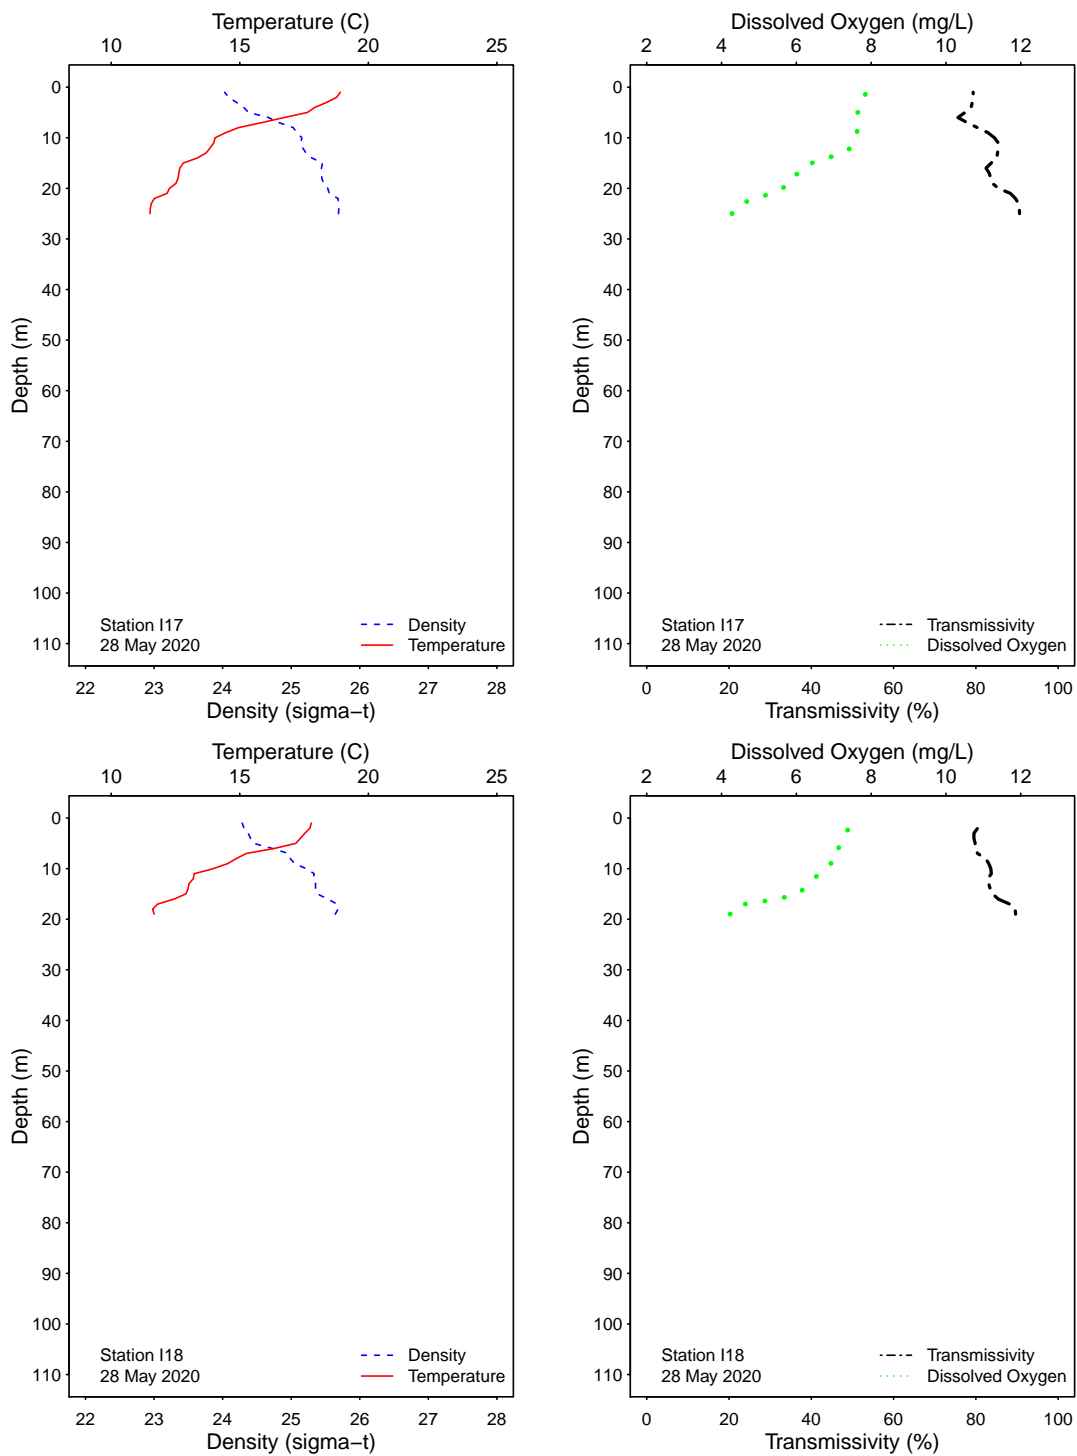 Temperature (C)
10 15 20 25
0
10
20
30
40
50
60
70
80
90
100
110
Depth (m)
Station I17
28 May 2020
Density
Temperature
22 23 24 25 26 27 28
Density (sigma−t)
Dissolved Oxygen (mg/L)
2 4 6 8 10 12
0
10
20
30
40
50
60
70
80
90
100
110
Depth (m)
Station I17
28 May 2020
Transmissivity
Dissolved Oxygen
0 20 40 60 80 100
Transmissivity (%)
Temperature (C)
10 15 20 25
0
10
20
30
40
50
60
70
80
90
100
110
Depth (m)
Station I18
28 May 2020
Density
Temperature
22 23 24 25 26 27 28
Density (sigma−t)
Dissolved Oxygen (mg/L)
2 4 6 8 10 12
0
10
20
30
40
50
60
70
80
90
100
110
Depth (m)
Station I18
28 May 2020
Transmissivity
Dissolved Oxygen
0 20 40 60 80 100
Transmissivity (%)